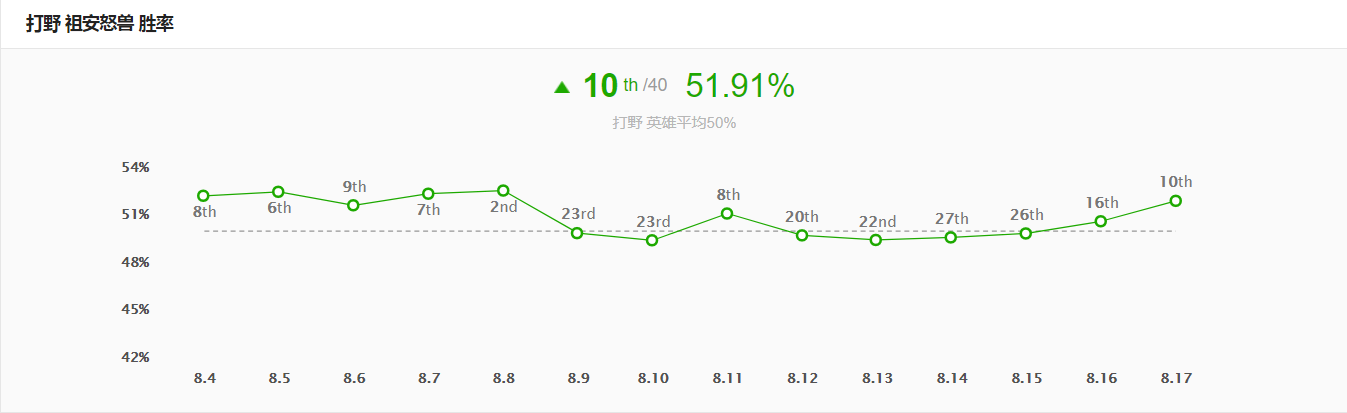 打野 祖安怒兽 胜率
▲ 10 th /40 51.91%
打野 英雄平均50%
54%
51%
48%
45%
42%
8th 6th 9th 7th 2nd 23rd 23rd 8th 20th 22nd 27th 26th 16th 10th
8.4 8.5 8.6 8.7 8.8 8.9 8.10 8.11 8.12 8.13 8.14 8.15 8.16 8.17